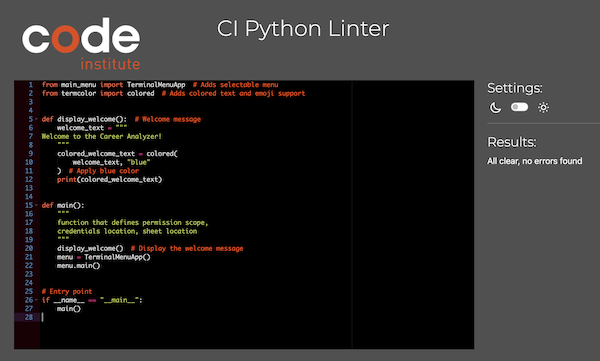 code
institute
CI Python Linter
1 from main_menu import TerminalMenuApp  # Adds selectable menu
2 from termcolor import colored  # Adds colored text and emoji support
3
4
5 def display_welcome():  # Welcome message
6     welcome_text = """
7 Welcome to the Career Analyzer!
8     """
9     colored_welcome_text = colored(
10         welcome_text, "blue"
11     )  # Apply blue color
12     print(colored_welcome_text)
13
14
15 def main():
16     """
17     function that defines permission scope,
18     credentials location, sheet location
19     """
20     display_welcome()  # Display the welcome message
21     menu = TerminalMenuApp()
22     menu.main()
23
24
25 # Entry point
26 if __name__ == "__main__":
27     main()
28
Settings:
Results:
All clear, no errors found